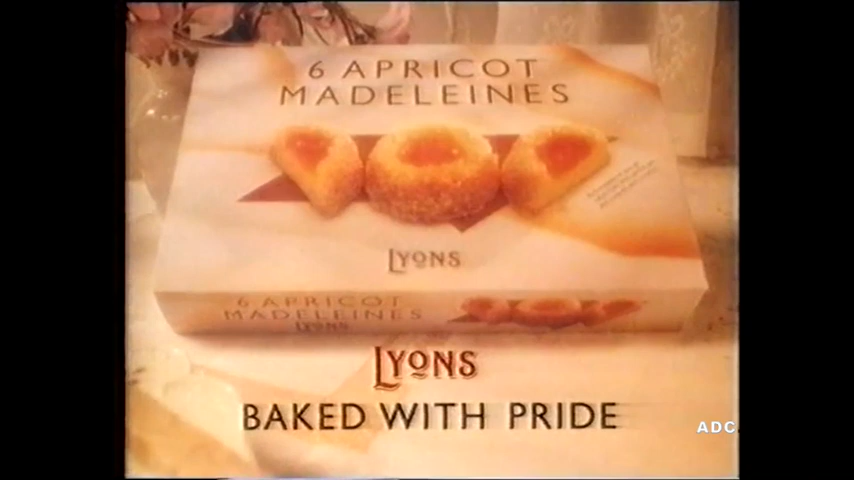 6 APRICOT
MADELEINES
LYONS
6 APRICOT
MADELEINES
LYONS
LYONS
BAKED WITH PRIDE
ADC